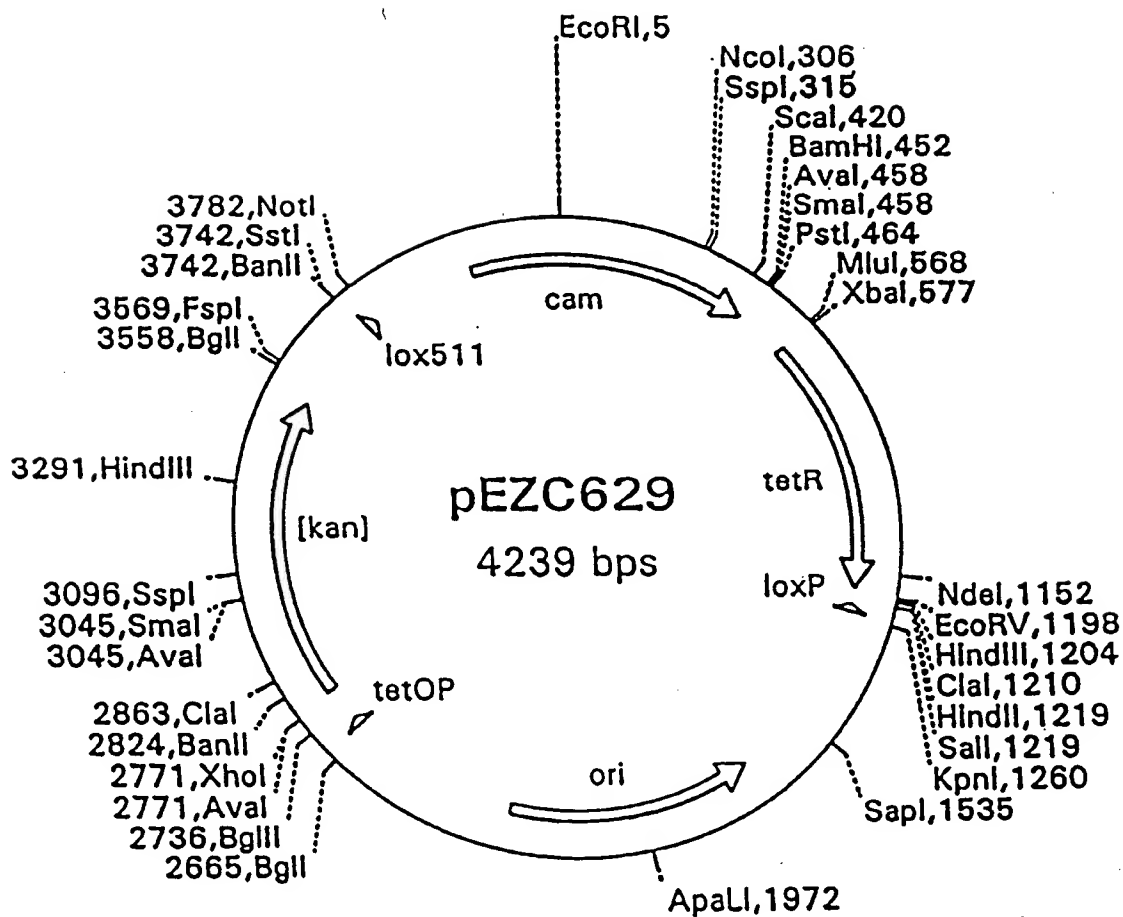 EcoRI,5
NcoI,306
SspI,315
ScaI,420
BamHI,452
AvaI,458
SmaI,458
PstI,464
MluI,568
XbaI,577
3782,NotI
3742,SstI
3742,BanII
3569,FspI
3558,BglI
cam
lox511
3291,HindIII
[kan]
pEZC629
4239 bps
tetR
loxP
NdeI,1152
EcoRV,1198
HindIII,1204
ClaI,1210
HindII,1219
SalI,1219
KpnI,1260
SapI,1535
3096,SspI
3045,SmaI
3045,AvaI
tetOP
2863,ClaI
2824,BanII
2771,XhoI
2771,AvaI
2736,BglII
2665,BglI
ori
ApaLI,1972